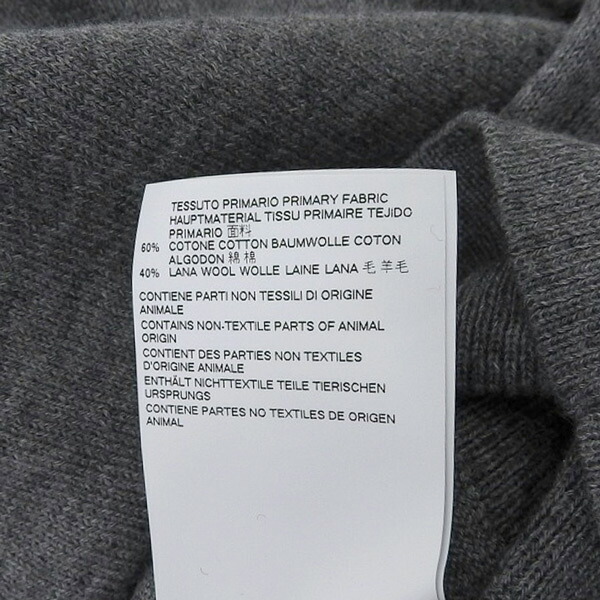 TESSUTO PRIMARIO PRIMARY FABRIC
HAUPTMATERIAL TISSU PRIMAIRE TEJIDO
PRIMARIO 面料
60% COTONE COTTON BAUMWOLLE COTON
ALGODON 綿 棉
40% LANA WOOL WOLLE LAINE LANA 毛 羊毛
CONTIENE PARTI NON TESSILI DI ORIGINE
ANIMALE
CONTAINS NON-TEXTILE PARTS OF ANIMAL
ORIGIN
CONTIENT DES PARTIES NON TEXTILES
D'ORIGINE ANIMALE
ENTHÄLT NICHTTEXTILE TEILE TIERISCHEN
URSPRUNGS
CONTIENE PARTES NO TEXTILES DE ORIGEN
ANIMAL